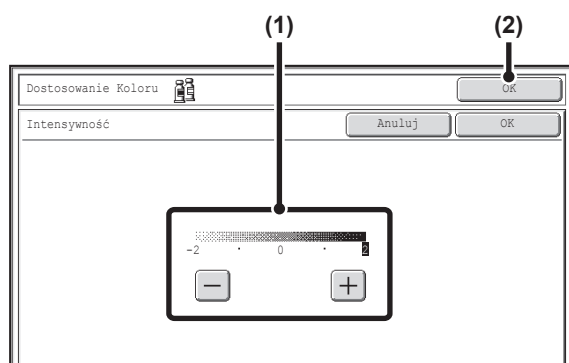 (1) (2)
Dostosowanie Koloru OK
Intensywność Anuluj OK
-2 • 0 • 2
− +